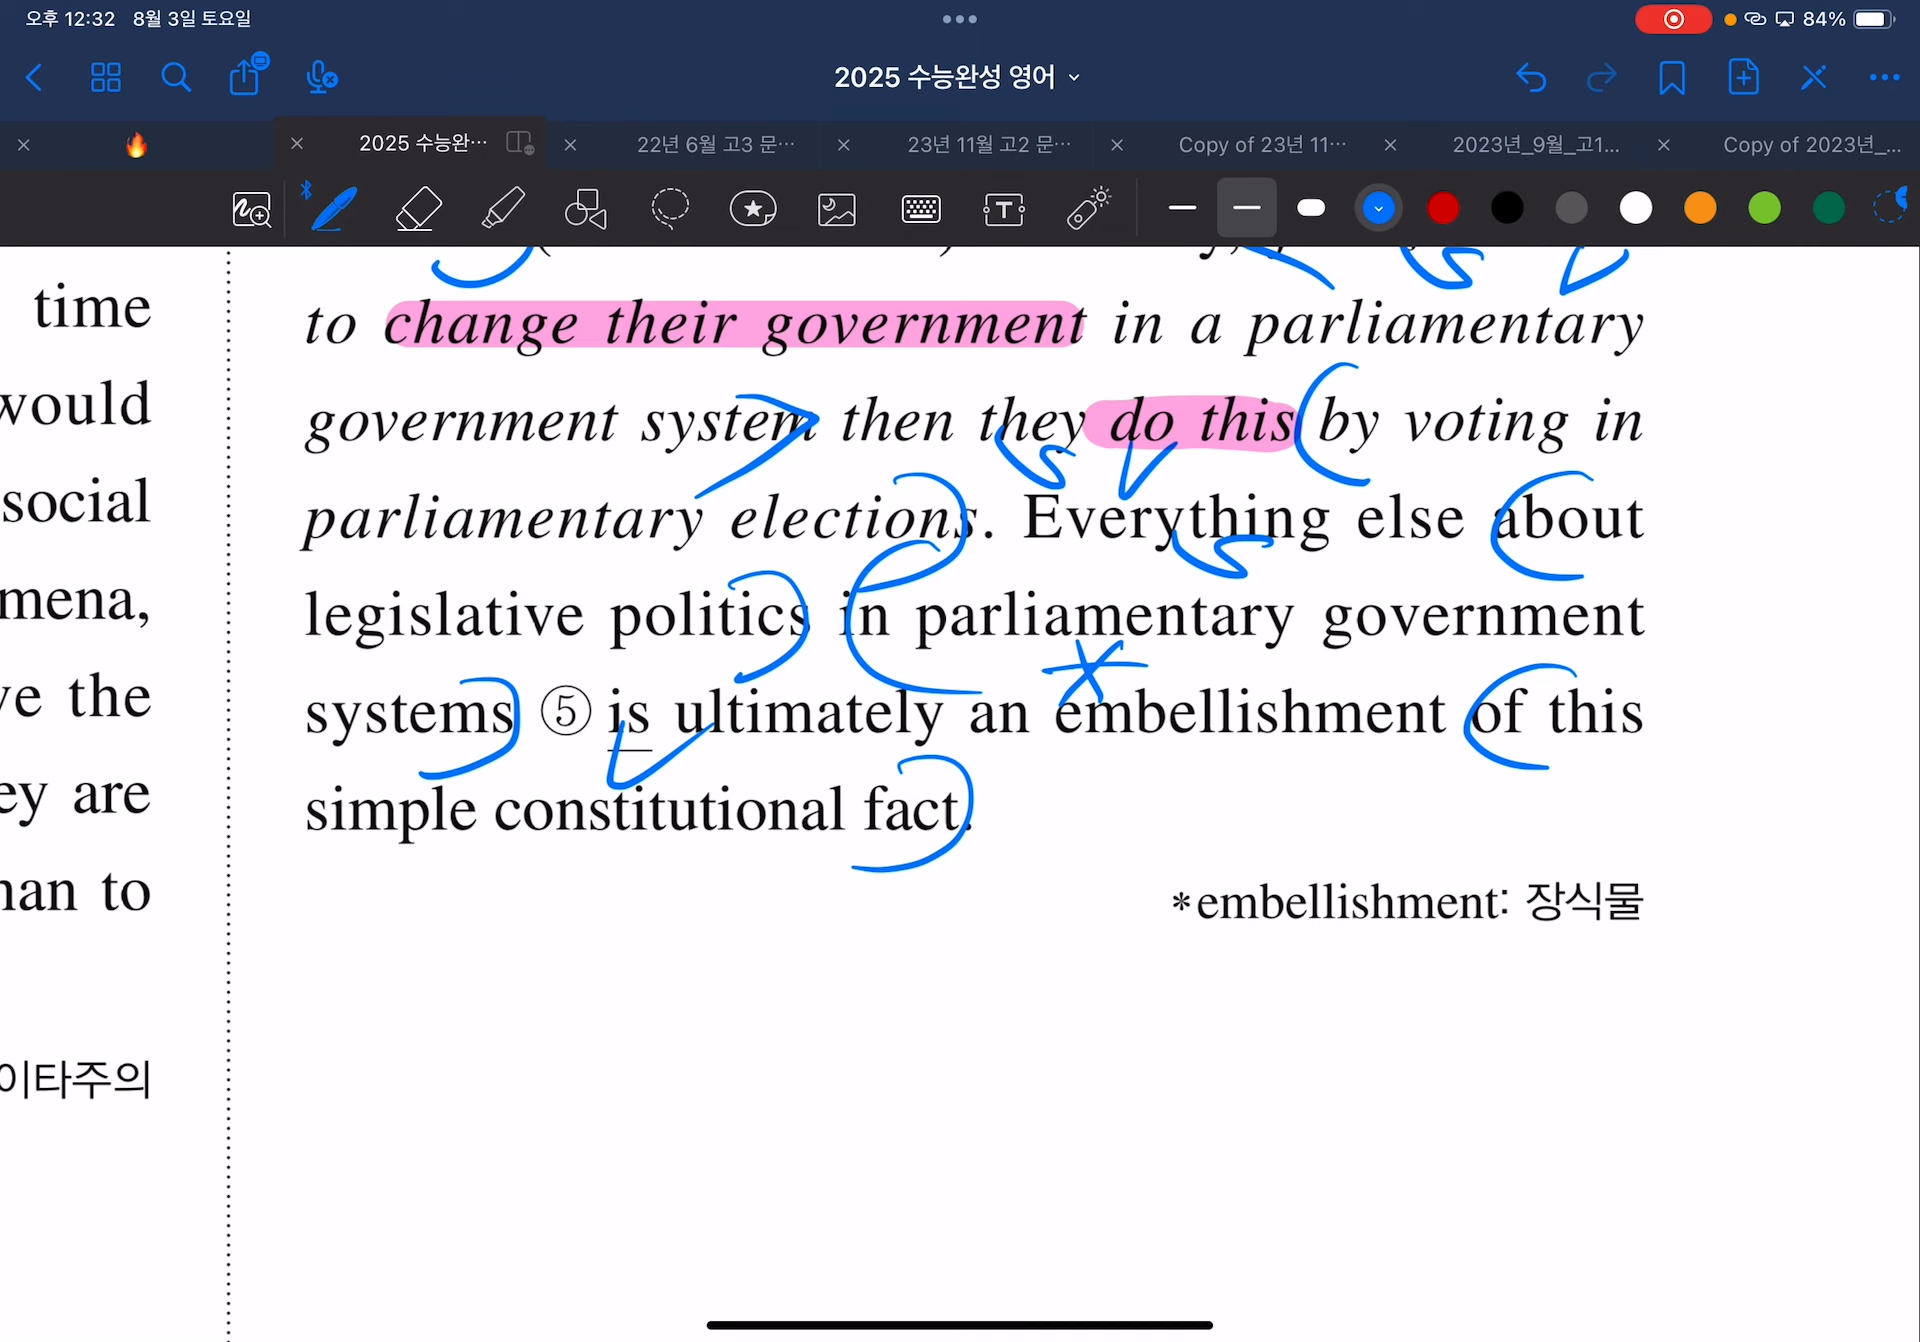 오후 12:32 8월 3일 토요일
84%
2025 수능완성 영어
2025 수능완···
22년 6월 고3 문···
23년 11월 고2 문···
Copy of 23년 11···
2023년_9월_고1...
Copy of 2023년_...
time
would
social
mena,
ve the
ey are
han to
이타주의
to change their government in a parliamentary
government system then they do this by voting in
parliamentary elections. Everything else about
legislative politics in parliamentary government
systems ⑤ is ultimately an embellishment of this
simple constitutional fact.
*embellishment: 장식물